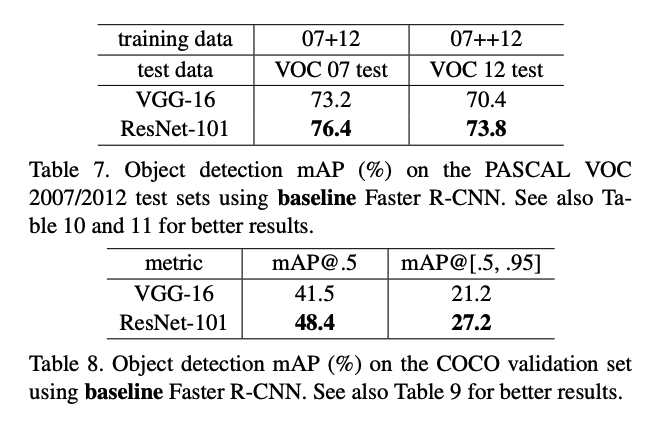 training data 07+12 07++12
test data VOC 07 test VOC 12 test
VGG-16 73.2 70.4
ResNet-101 76.4 73.8
Table 7. Object detection mAP (%) on the PASCAL VOC
2007/2012 test sets using baseline Faster R-CNN. See also Ta-
ble 10 and 11 for better results.
metric mAP@.5 mAP@[.5, .95]
VGG-16 41.5 21.2
ResNet-101 48.4 27.2
Table 8. Object detection mAP (%) on the COCO validation set
using baseline Faster R-CNN. See also Table 9 for better results.